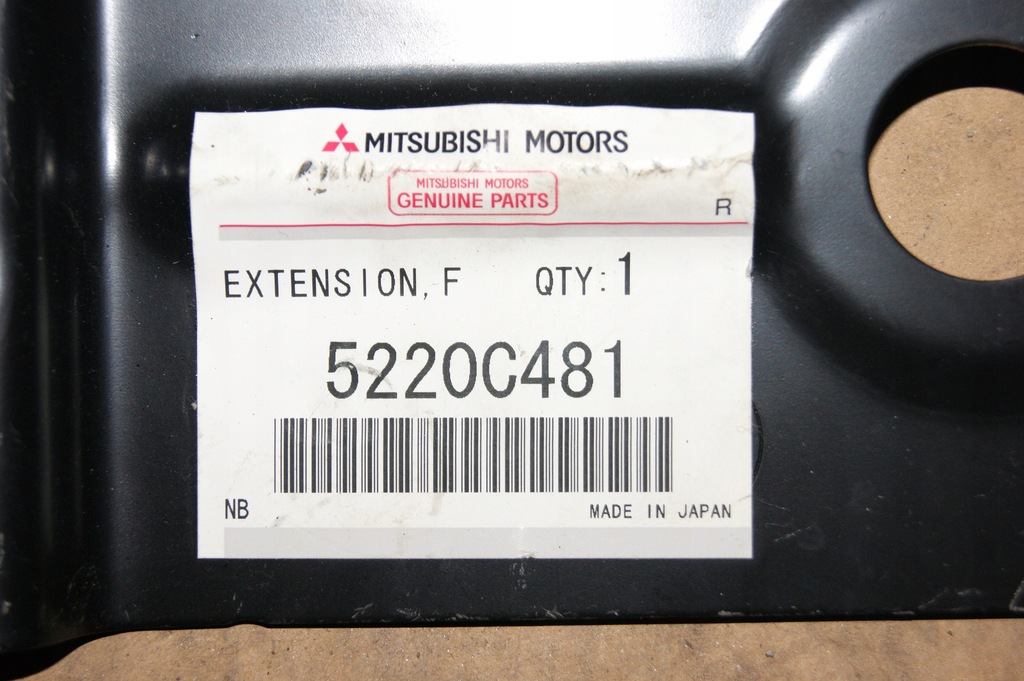 MITSUBISHI MOTORS
MITSUBISHI MOTORS
GENUINE PARTS
R
EXTENSION, F QTY: 1
5220C481
NB MADE IN JAPAN